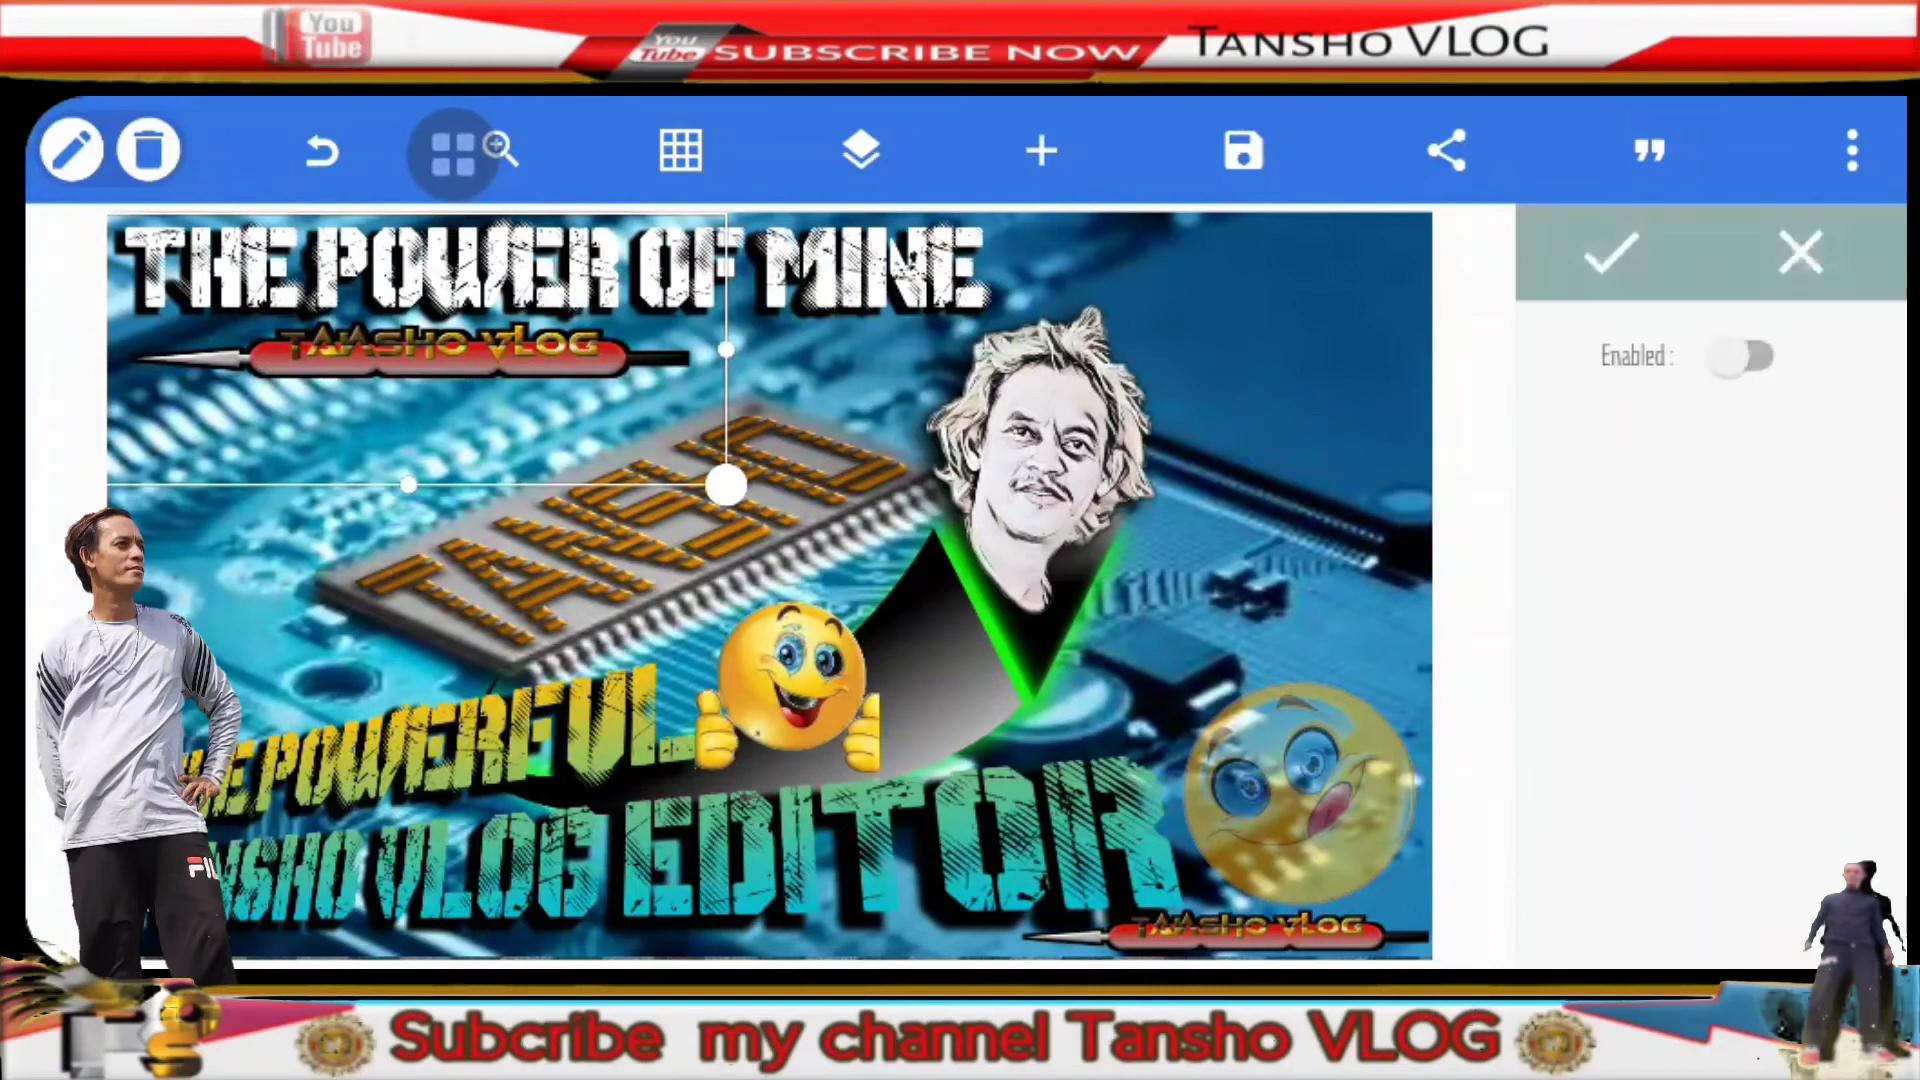 You
Tube
You
Tube SUBSCRIBE NOW
TANSHO VLOG
THE POWER OF MINE
TANSHO VLOG
Enabled :
TANSHO
POWERFUL...
VLOG EDITOR
TANSHO VLOG
FIL
Subcribe my channel Tansho VLOG